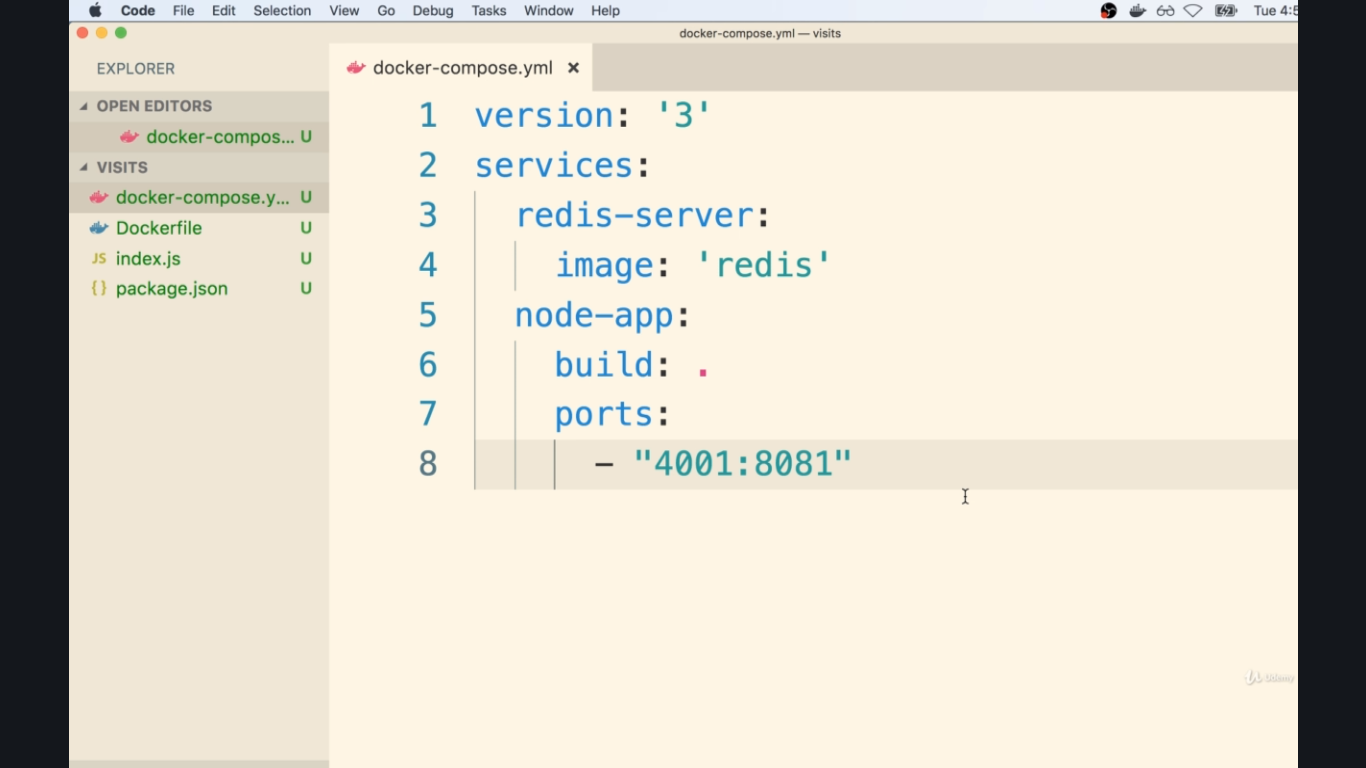 Code File Edit Selection View Go Debug Tasks Window Help Tue 4:5
docker-compose.yml — visits
EXPLORER
OPEN EDITORS
docker-compos... U
VISITS
docker-compose.y... U
Dockerfile U
JS index.js U
{} package.json U
docker-compose.yml ×
1 version: '3'
2 services:
3 redis-server:
4 image: 'redis'
5 node-app:
6 build: .
7 ports:
8 - "4001:8081"
Udemy